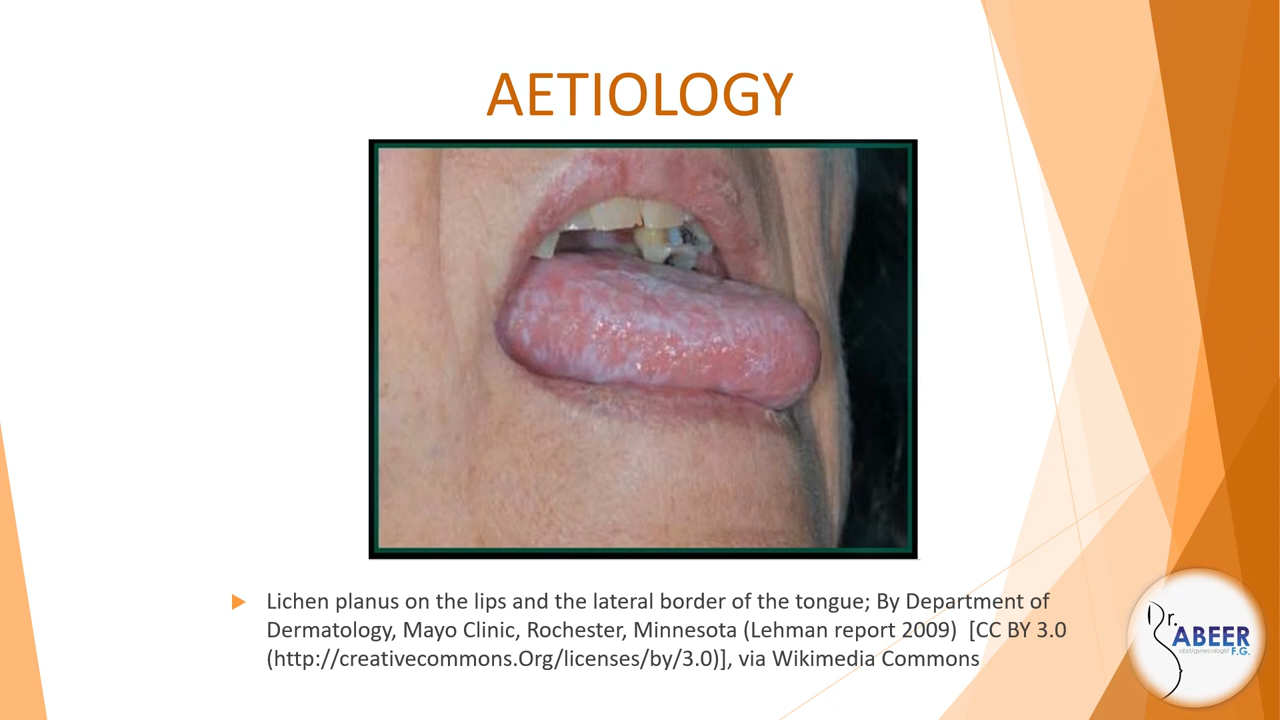 AETIOLOGY
Lichen planus on the lips and the lateral border of the tongue; By Department of
Dermatology, Mayo Clinic, Rochester, Minnesota (Lehman report 2009)  [CC BY 3.0
(http://creativecommons.Org/licenses/by/3.0)], via Wikimedia Commons
Dr.
ABEER
obst/gynecologist F.G.